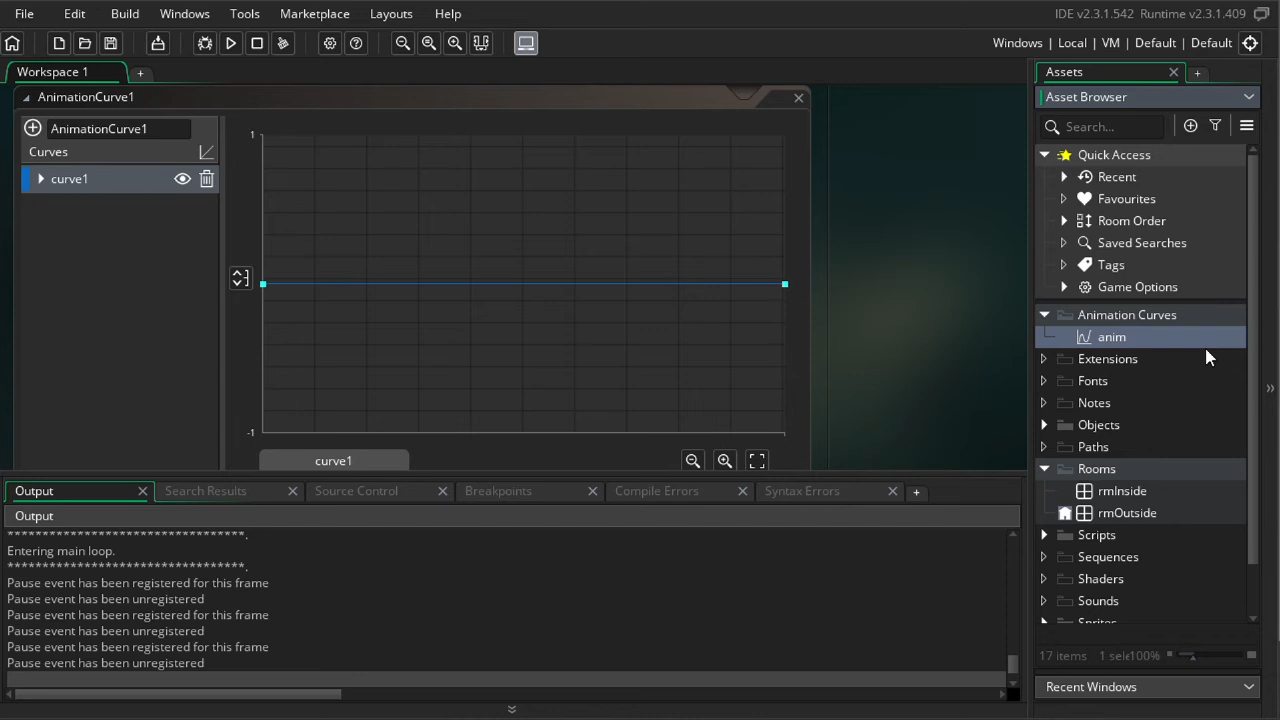 File Edit Build Windows Tools Marketplace Layouts Help IDE v2.3.1.542 Runtime v2.3.1.409
Windows | Local | VM | Default | Default
Workspace 1
AnimationCurve1
AnimationCurve1
Curves
curve1
1
-1
curve1
Assets
Asset Browser
Search...
Quick Access
Recent
Favourites
Room Order
Saved Searches
Tags
Game Options
Animation Curves
anim
Extensions
Fonts
Notes
Objects
Paths
Rooms
rmInside
rmOutside
Scripts
Sequences
Shaders
Sounds
Sprites
17 items 1 sele100%
Recent Windows
Output Search Results Source Control Breakpoints Compile Errors Syntax Errors
Output
*********************************.
Entering main loop.
*********************************.
Pause event has been registered for this frame
Pause event has been unregistered
Pause event has been registered for this frame
Pause event has been unregistered
Pause event has been registered for this frame
Pause event has been unregistered